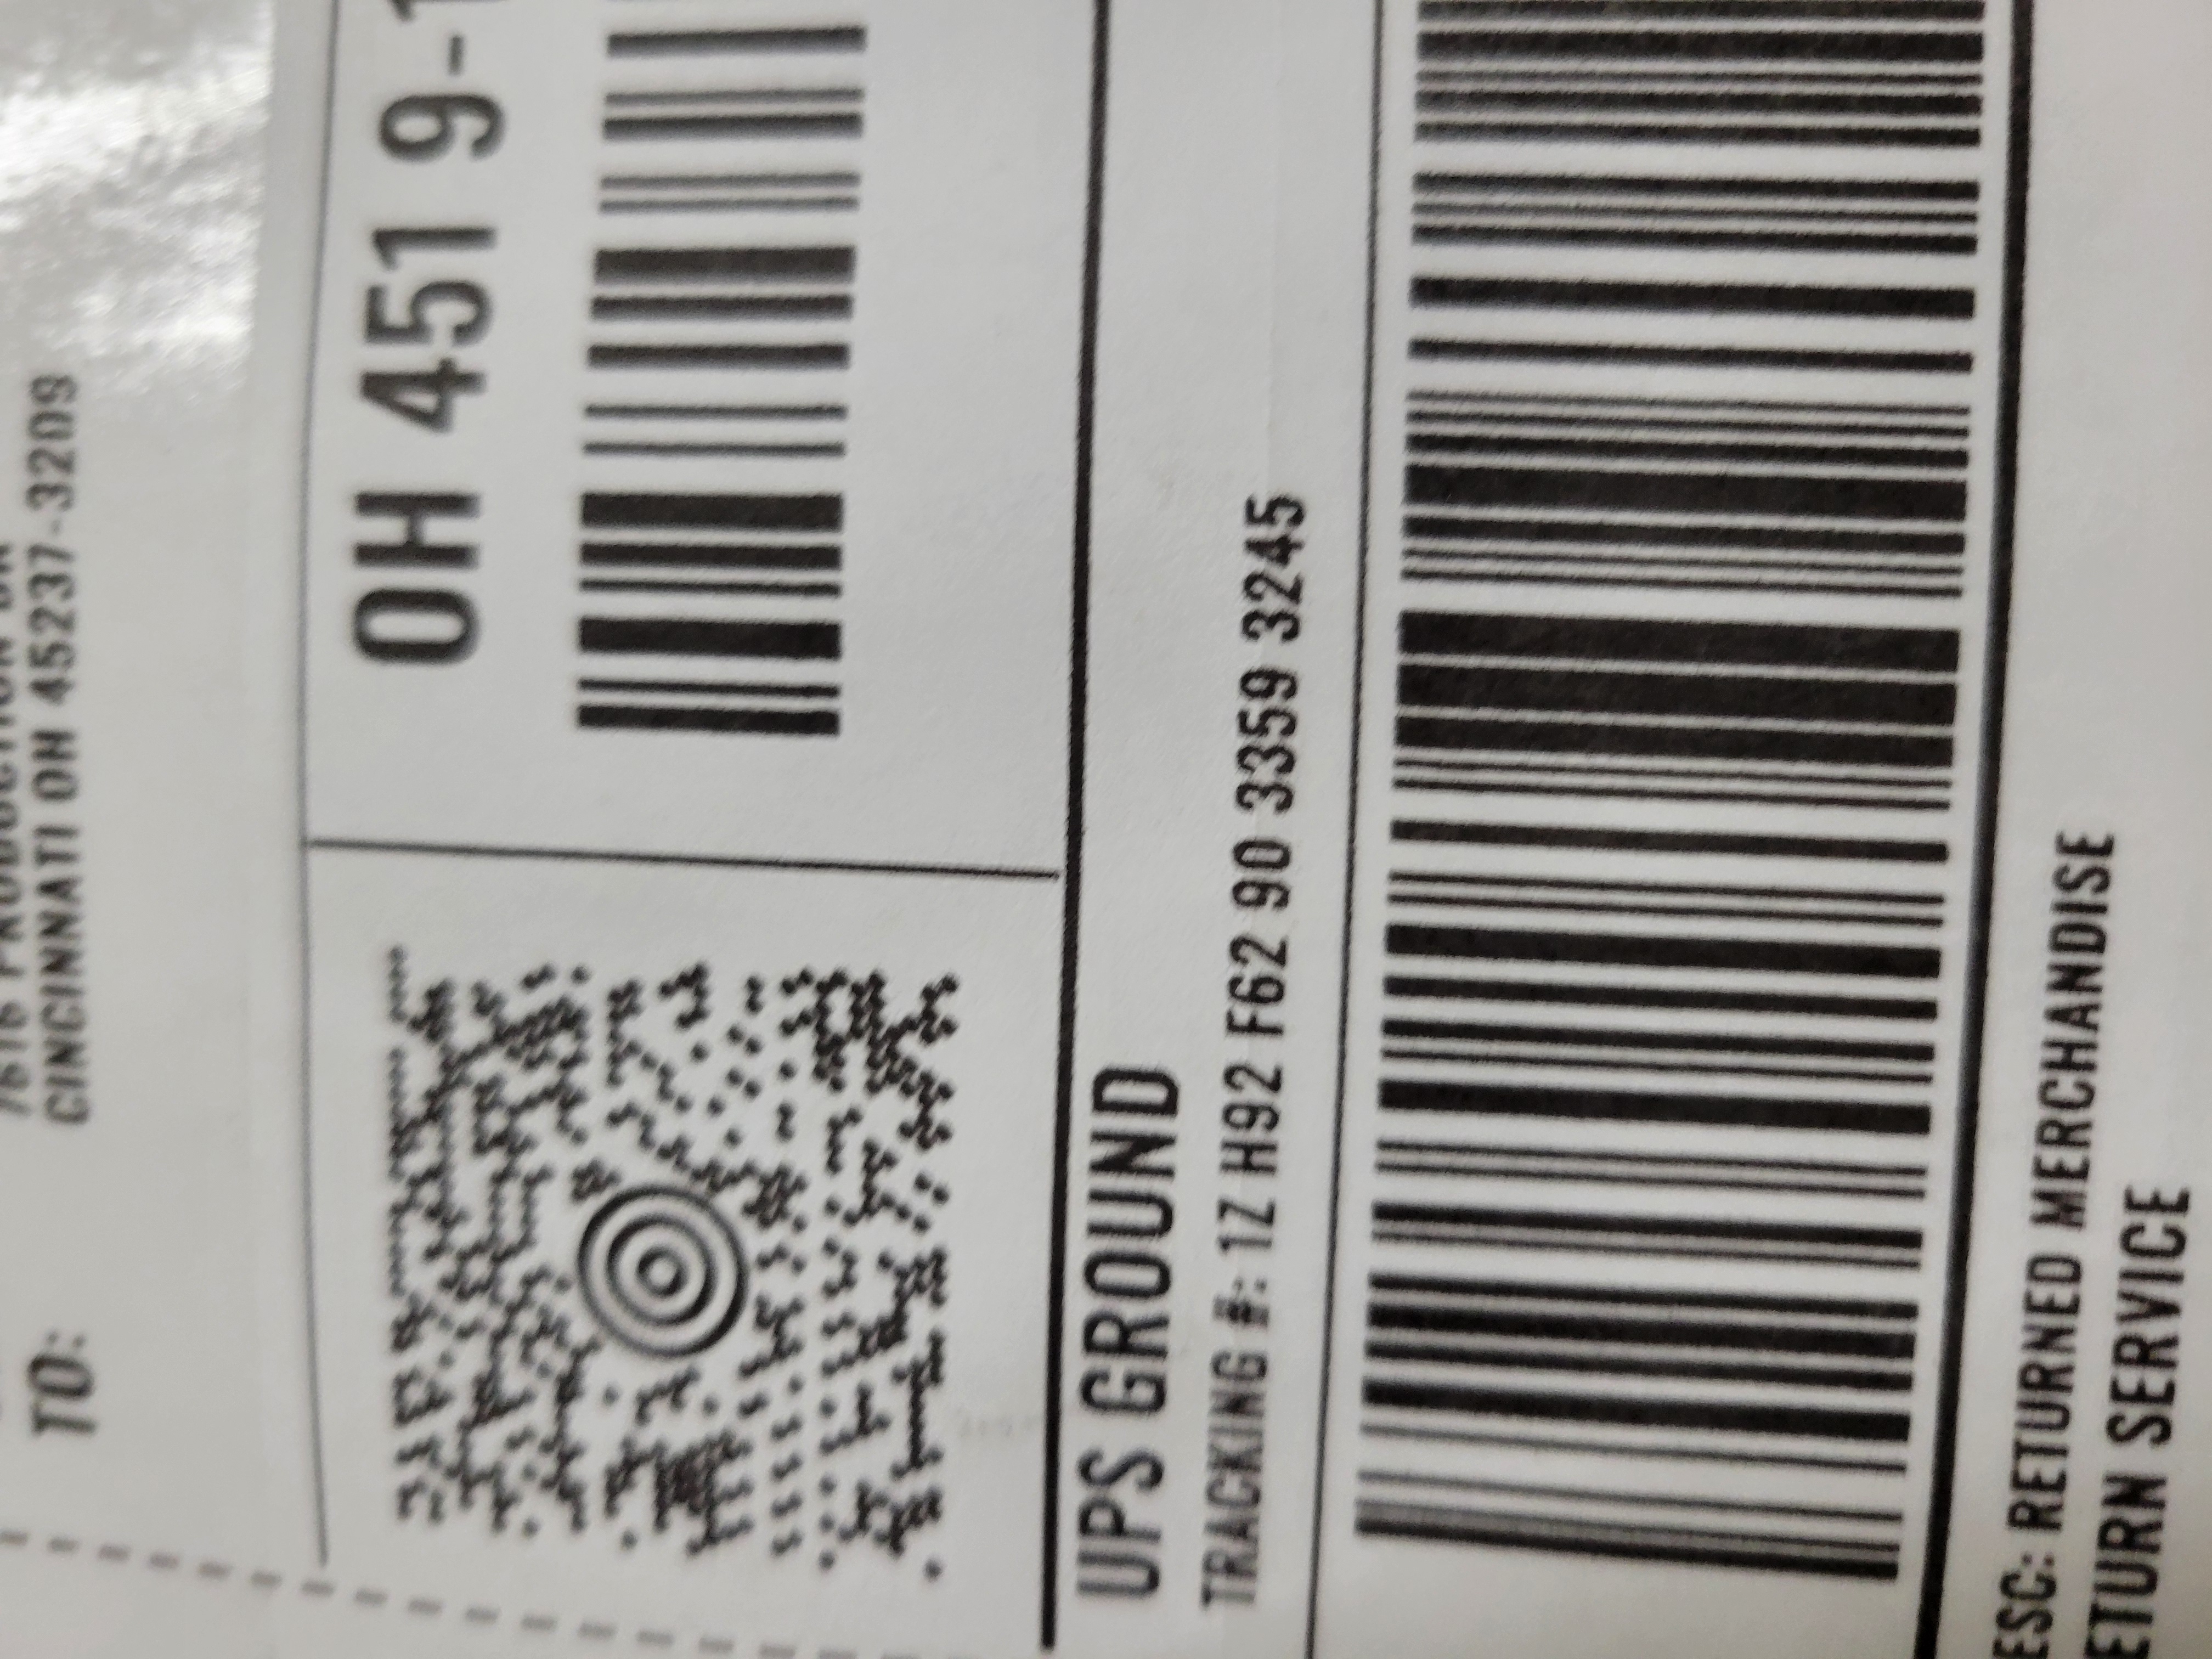 TO:
CINCINNATI OH 45237-3209
OH 451 9-1
UPS GROUND
TRACKING #: 1Z H92 F62 90 3359 3245
ESC: RETURNED MERCHANDISE
ETURN SERVICE